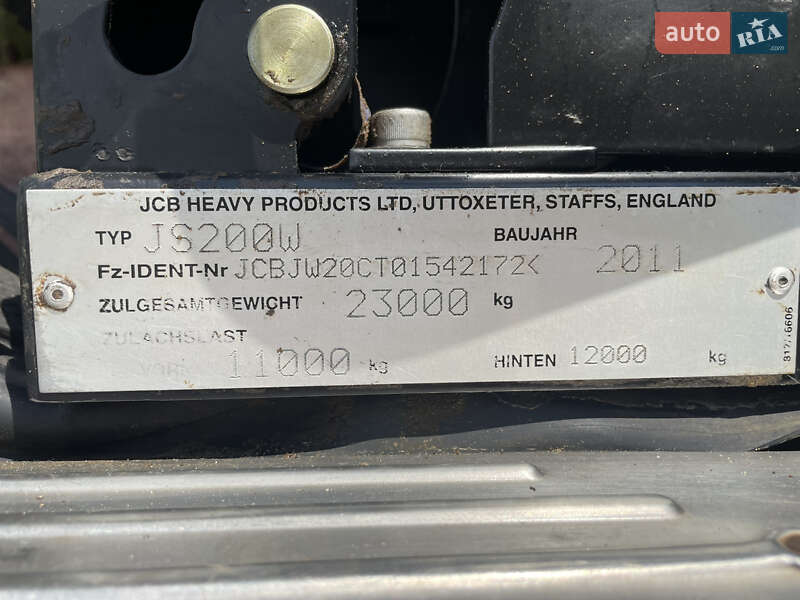 auto RIA
JCB HEAVY PRODUCTS LTD, UTTOXETER, STAFFS, ENGLAND
TYP JS200W BAUJAHR 2011
Fz-IDENT-Nr JCBJW20CT01542172<
ZULGESAMTGEWICHT 23000 kg
ZULACHSLAST
VORN 11000 kg HINTEN 12000 kg